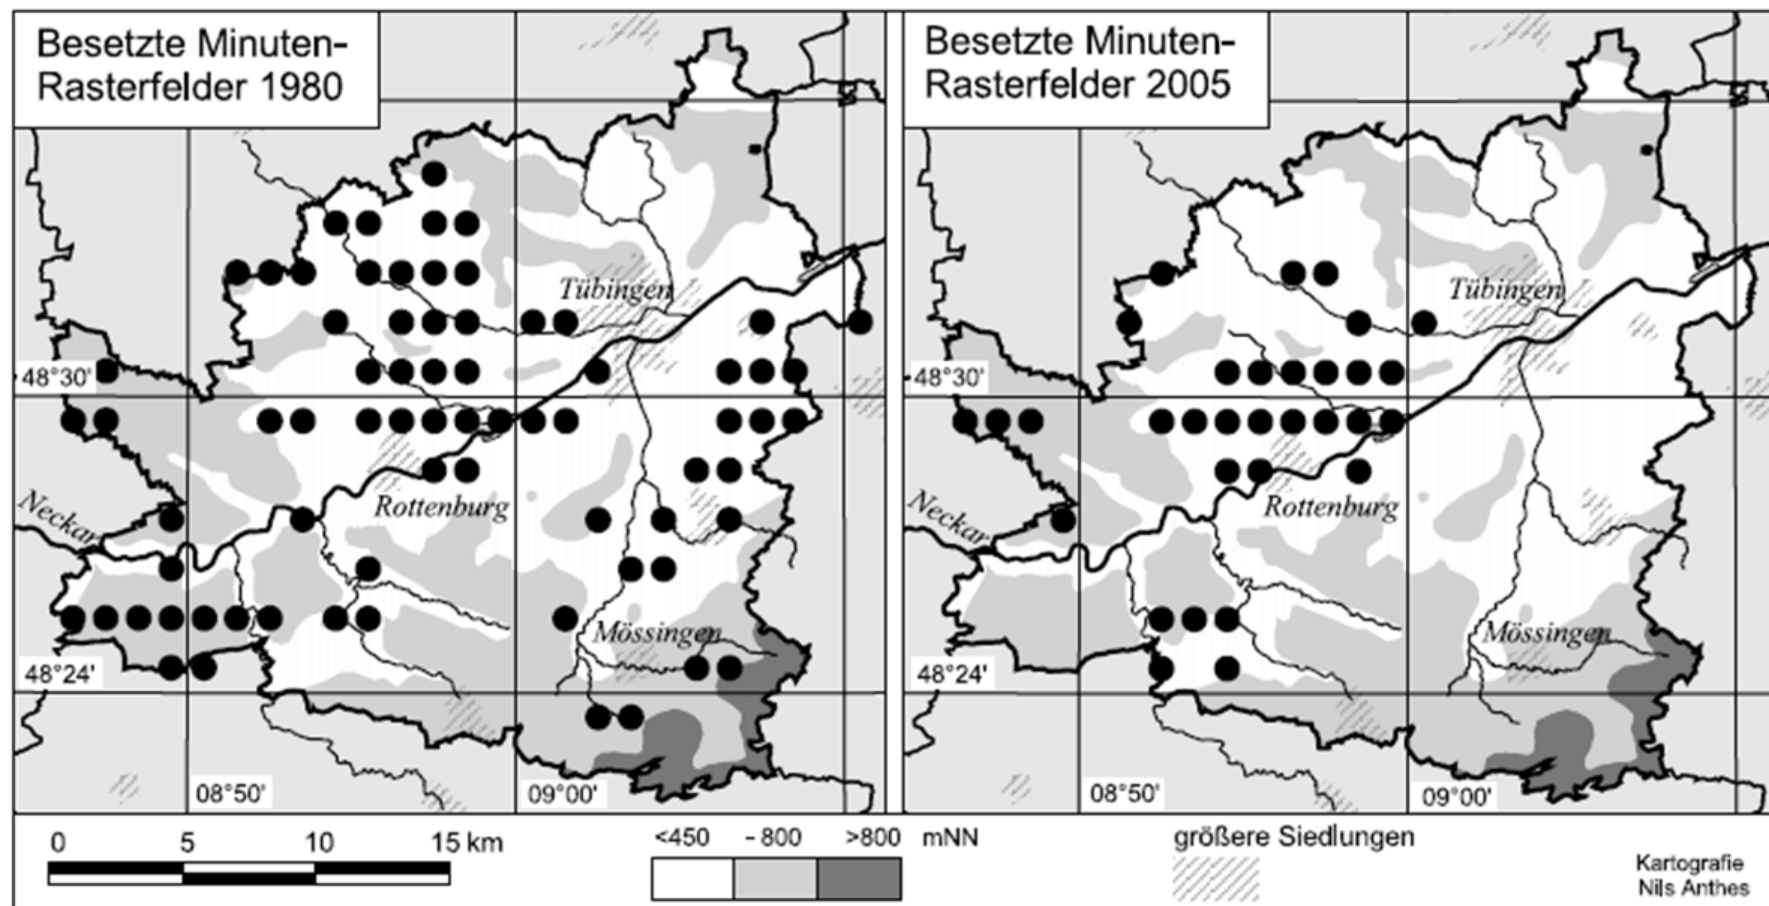 Besetzte Minuten-
Rasterfelder 1980
Tübingen
48°30'
Neckar
Rottenburg
Mössingen
48°24'
08°50'
09°00'
Besetzte Minuten-
Rasterfelder 2005
Tübingen
48°30'
Neckar
Rottenburg
Mössingen
48°24'
08°50'
09°00'
0 5 10 15 km
<450 -800 >800 mNN
größere Siedlungen
Kartografie
Nils Anthes